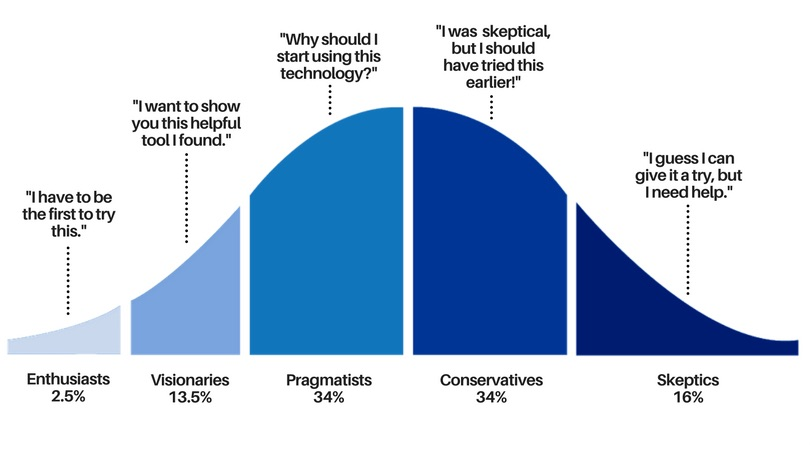 "Why should I
start using this
technology?"
"I was skeptical,
but I should
have tried this
earlier!"
"I want to show
you this helpful
tool I found."
"I guess I can
give it a try, but
I need help."
"I have to be
the first to try
this."
Enthusiasts
2.5%
Visionaries
13.5%
Pragmatists
34%
Conservatives
34%
Skeptics
16%